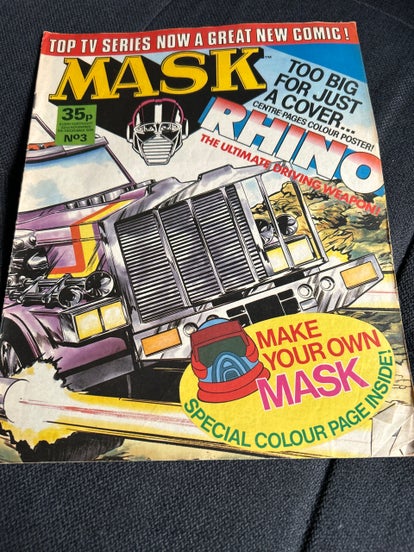 TOP TV SERIES NOW A GREAT NEW COMIC!
MASK
TM
35p
No3
TOO BIG
FOR JUST
A COVER...
CENTRE PAGES COLOUR POSTER!
RHINO
THE ULTIMATE DRIVING WEAPON!
MAKE
YOUR OWN
MASK
SPECIAL COLOUR PAGE INSIDE!